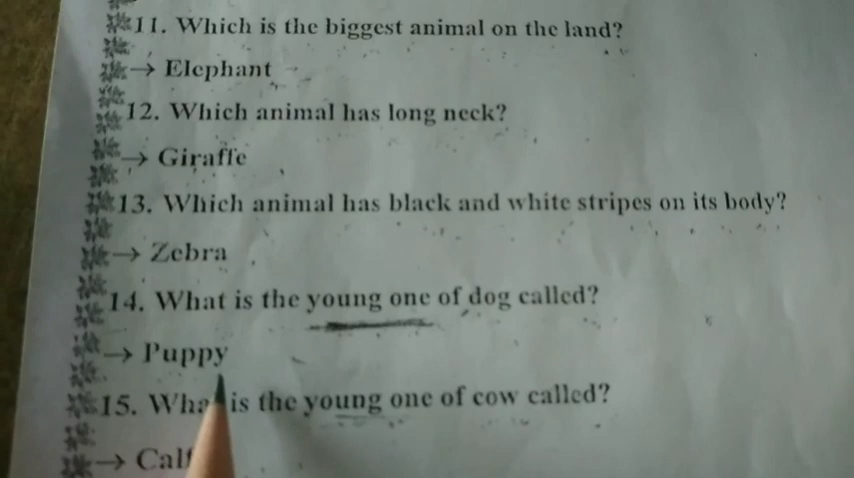 11. Which is the biggest animal on the land?
→ Elephant
12. Which animal has long neck?
→ Giraffe
13. Which animal has black and white stripes on its body?
→ Zebra
14. What is the young one of dog called?
→ Puppy
15. What is the young one of cow called?
→ Calf